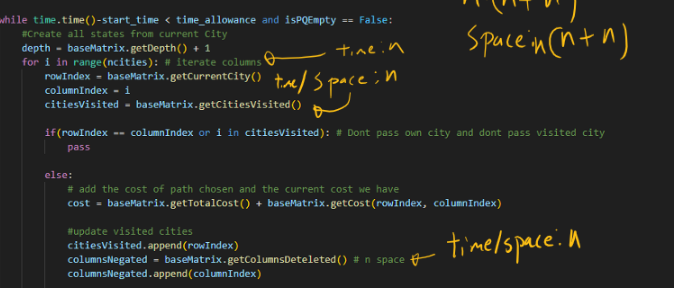 while time.time()-start_time < time_allowance and isPQEmpty == False:
#Create all states from current City
depth = baseMatrix.getDepth() + 1
for i in range(ncities): # iterate columns
time: n
rowIndex = baseMatrix.getCurrentCity()
time/space: n
columnIndex = i
citiesVisited = baseMatrix.getCitiesVisited()
Space: n(n+n)
if(rowIndex == columnIndex or i in citiesVisited): # Dont pass own city and dont pass visited city
pass
else:
# add the cost of path chosen and the current cost we have
cost = baseMatrix.getTotalCost() + baseMatrix.getCost(rowIndex, columnIndex)
#update visited cities
citiesVisited.append(rowIndex)
columnsNegated = baseMatrix.getColumnsDeteleted() # n space
time/space: n
columnsNegated.append(columnIndex)